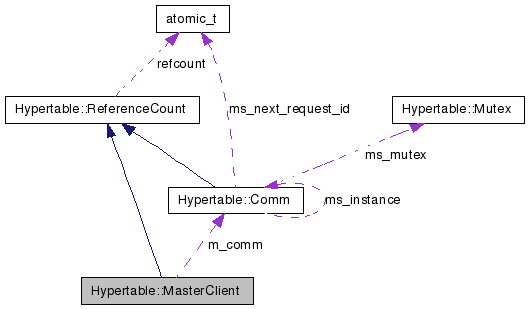 atomic_t
refcount
Hypertable::ReferenceCount
ms_next_request_id
Hypertable::Mutex
ms_mutex
Hypertable::Comm
ms_instance
m_comm
Hypertable::MasterClient